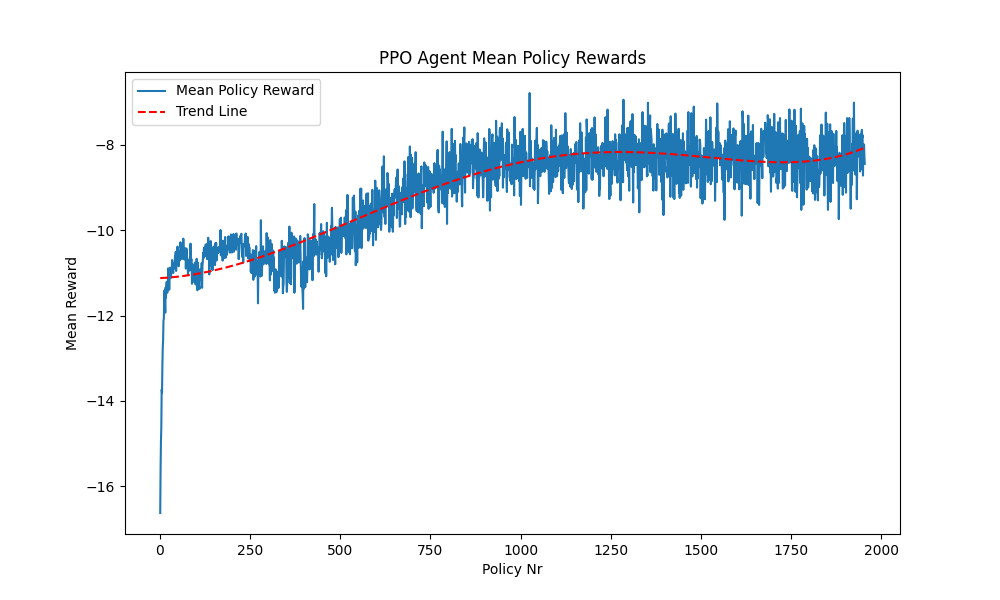 PPO Agent Mean Policy Rewards
Mean Policy Reward
Trend Line
Mean Reward
−8
−10
−12
−14
−16
0 250 500 750 1000 1250 1500 1750 2000
Policy Nr